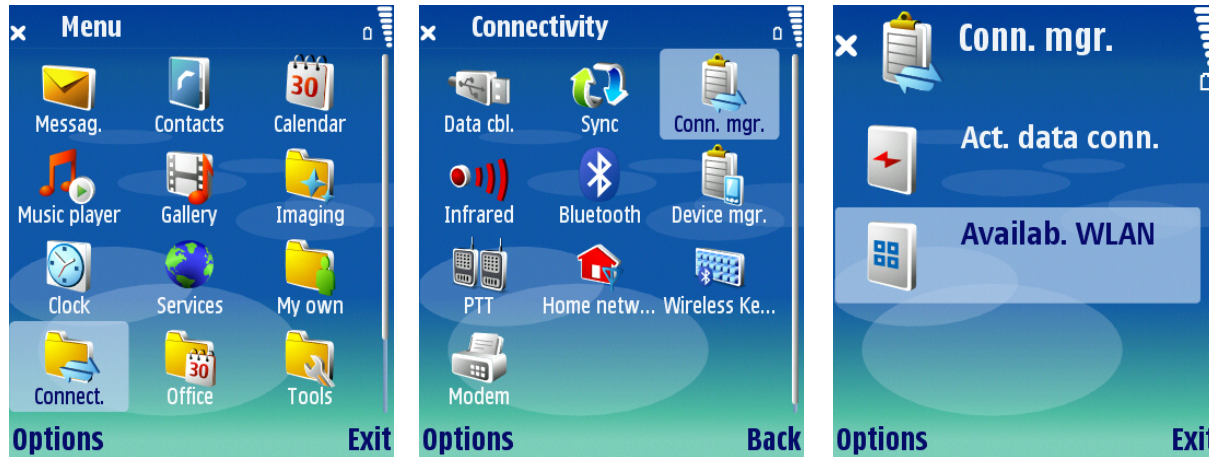 Menu
30
Messag.
Contacts
Calendar
Music player
Gallery
Imaging
Clock
Services
My own
30
Connect.
Office
Tools
Options
Exit
Connectivity
Data cbl.
Sync
Conn. mgr.
Infrared
Bluetooth
Device mgr.
PTT
Home netw...
Wireless Ke...
Modem
Options
Back
Conn. mgr.
Act. data conn.
Availab. WLAN
Options
Exit